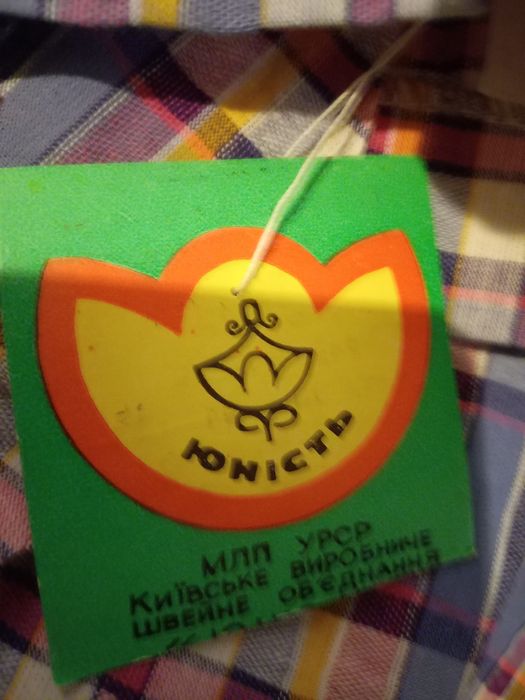 ЮНІСТЬ
МЛП УРСР
КИЇВСЬКЕ ВИРОБНИЧЕ
ШВЕЙНЕ ОБ'ЄДНАННЯ